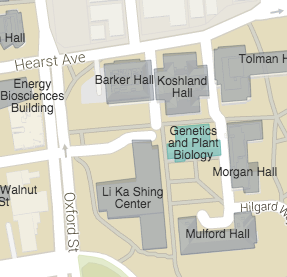 Hall
Hearst Ave
Tolman H
Barker Hall
Koshland
Hall
Energy
Biosciences
Building
Genetics
and Plant
Biology
Morgan Hall
Walnut
St
Li Ka Shing
Center
Oxford St
Hilgard W
Mulford Hall